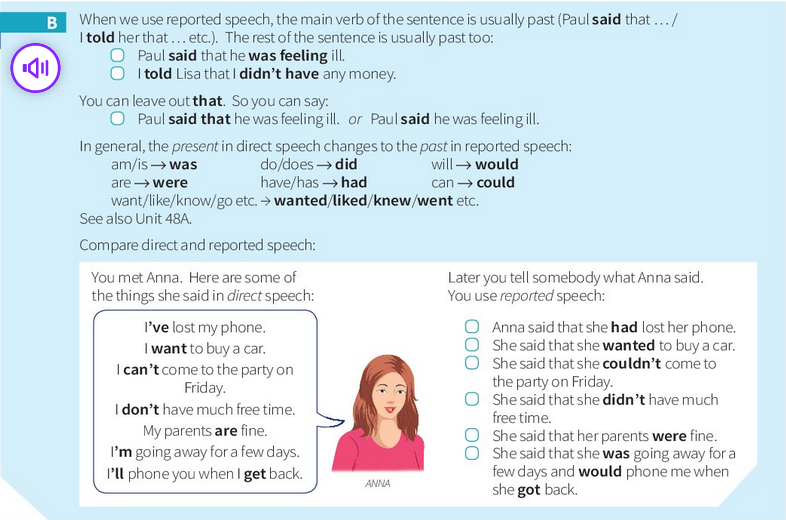 B
When we use reported speech, the main verb of the sentence is usually past (Paul said that … /
I told her that … etc.). The rest of the sentence is usually past too:
Paul said that he was feeling ill.
I told Lisa that I didn't have any money.
You can leave out that. So you can say:
Paul said that he was feeling ill. or Paul said he was feeling ill.
In general, the present in direct speech changes to the past in reported speech:
am/is → was do/does → did will → would
are → were have/has → had can → could
want/like/know/go etc. → wanted/liked/knew/went etc.
See also Unit 48A.
Compare direct and reported speech:
You met Anna. Here are some of
the things she said in direct speech:
I've lost my phone.
I want to buy a car.
I can't come to the party on
Friday.
I don't have much free time.
My parents are fine.
I'm going away for a few days.
I'll phone you when I get back.
ANNA
Later you tell somebody what Anna said.
You use reported speech:
Anna said that she had lost her phone.
She said that she wanted to buy a car.
She said that she couldn't come to
the party on Friday.
She said that she didn't have much
free time.
She said that her parents were fine.
She said that she was going away for a
few days and would phone me when
she got back.